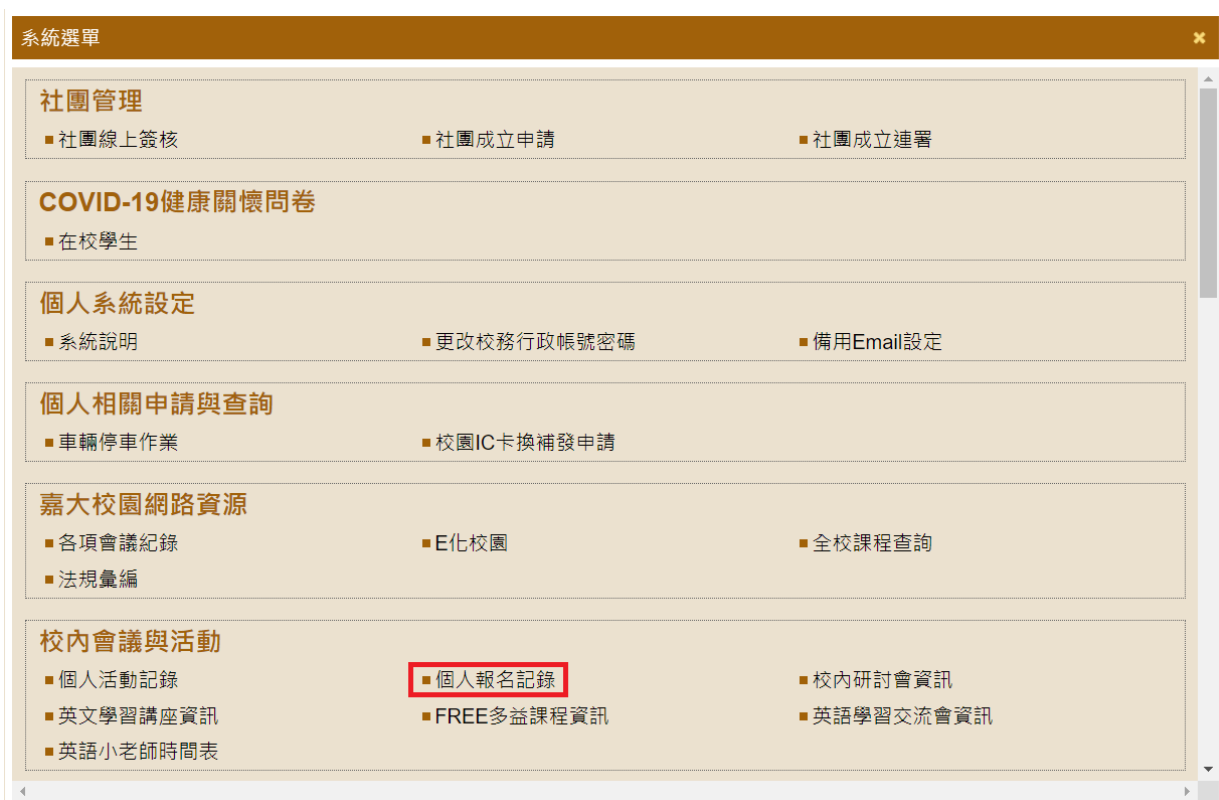 系統選單
社團管理
社團線上簽核 社團成立申請 社團成立連署
COVID-19健康關懷問卷
在校學生
個人系統設定
系統說明 更改校務行政帳號密碼 備用Email設定
個人相關申請與查詢
車輛停車作業 校園IC卡換補發申請
嘉大校園網路資源
各項會議紀錄 E化校園 全校課程查詢
法規彙編
校內會議與活動
個人活動記錄 個人報名記錄 校內研討會資訊
英文學習講座資訊 FREE多益課程資訊 英語學習交流會資訊
英語小老師時間表